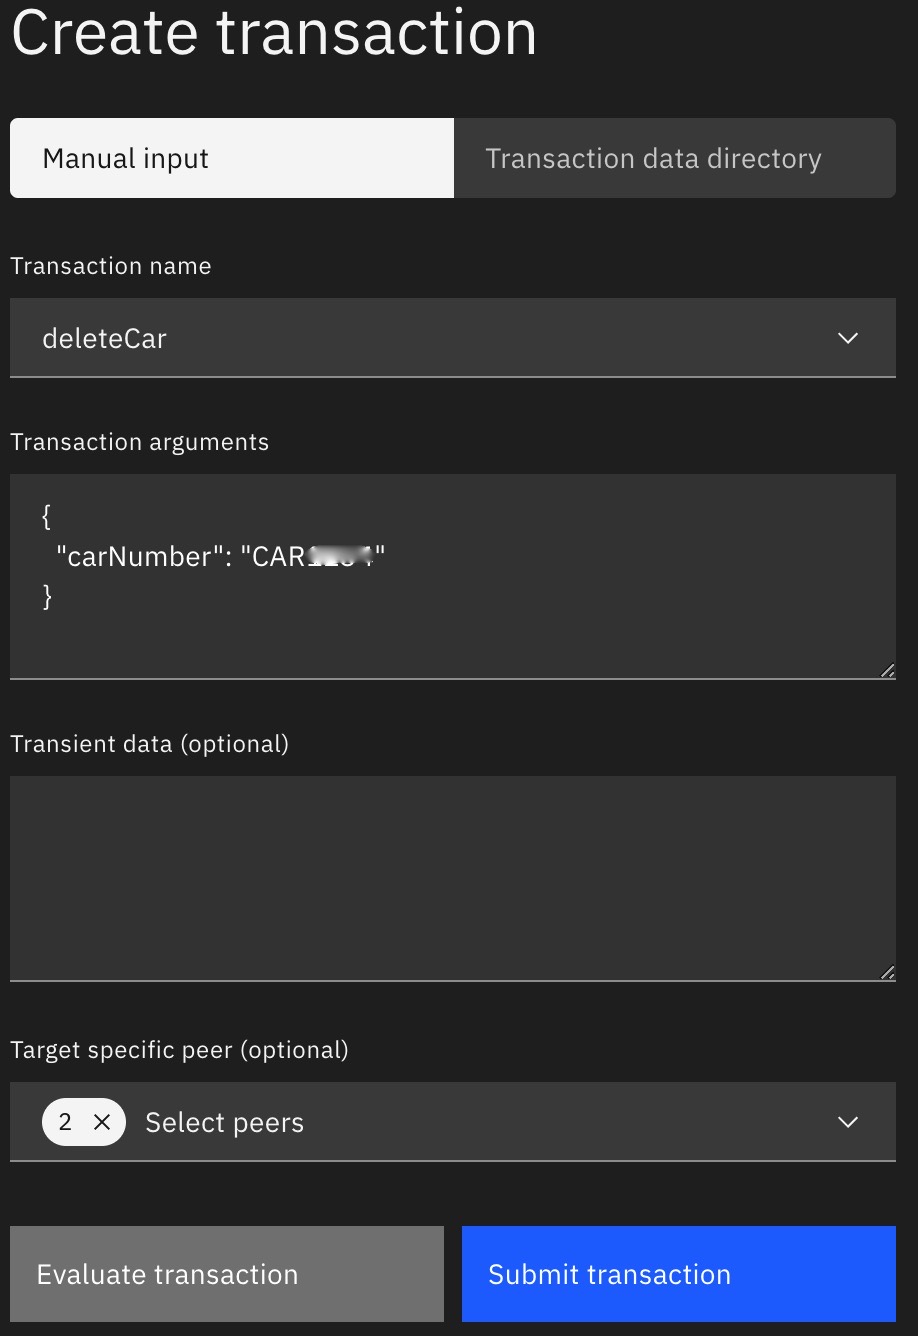 Create transaction
Manual input
Transaction data directory
Transaction name
deleteCar
Transaction arguments
{
"carNumber": "CAR"
}
Transient data (optional)
Target specific peer (optional)
2 × Select peers
Evaluate transaction
Submit transaction